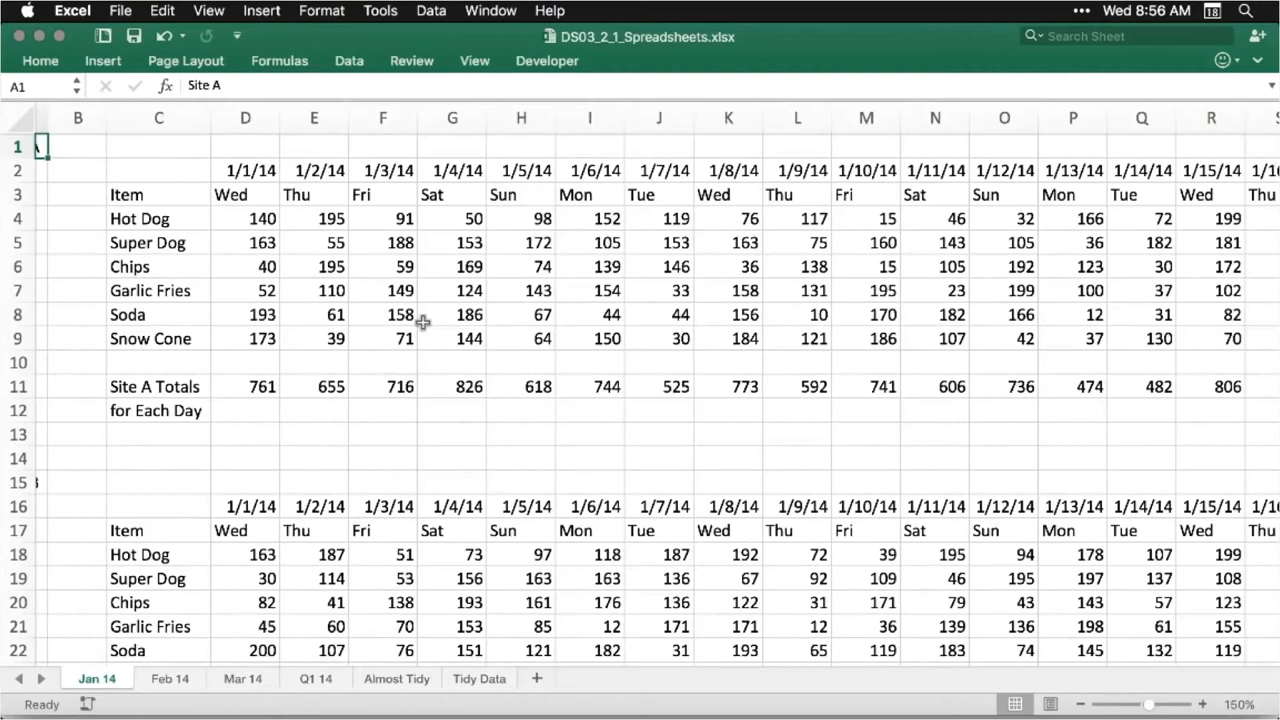 Excel File Edit View Insert Format Tools Data Window Help ••• Wed 8:56 AM 18
DS03_2_1_Spreadsheets.xlsx Search Sheet
Home Insert Page Layout Formulas Data Review View Developer
A1 fx Site A
B C D E F G H I J K L M N O P Q R
1
2 1/1/14 1/2/14 1/3/14 1/4/14 1/5/14 1/6/14 1/7/14 1/8/14 1/9/14 1/10/14 1/11/14 1/12/14 1/13/14 1/14/14 1/15/14 1/16
3 Item Wed Thu Fri Sat Sun Mon Tue Wed Thu Fri Sat Sun Mon Tue Wed Thu
4 Hot Dog 140 195 91 50 98 152 119 76 117 15 46 32 166 72 199
5 Super Dog 163 55 188 153 172 105 153 163 75 160 143 105 36 182 181
6 Chips 40 195 59 169 74 139 146 36 138 15 105 192 123 30 172
7 Garlic Fries 52 110 149 124 143 154 33 158 131 195 23 199 100 37 102
8 Soda 193 61 158 186 67 44 44 156 10 170 182 166 12 31 82
9 Snow Cone 173 39 71 144 64 150 30 184 121 186 107 42 37 130 70
10
11 Site A Totals 761 655 716 826 618 744 525 773 592 741 606 736 474 482 806
12 for Each Day
13
14
15
16 1/1/14 1/2/14 1/3/14 1/4/14 1/5/14 1/6/14 1/7/14 1/8/14 1/9/14 1/10/14 1/11/14 1/12/14 1/13/14 1/14/14 1/15/14 1/16
17 Item Wed Thu Fri Sat Sun Mon Tue Wed Thu Fri Sat Sun Mon Tue Wed Thu
18 Hot Dog 163 187 51 73 97 118 187 192 72 39 195 94 178 107 199
19 Super Dog 30 114 53 156 163 163 136 67 92 109 46 195 197 137 108
20 Chips 82 41 138 193 161 176 136 122 31 171 79 43 143 57 123
21 Garlic Fries 45 60 70 153 85 12 171 171 12 36 139 136 198 61 155
22 Soda 200 107 76 151 121 182 31 193 65 119 183 74 145 132 119
Jan 14 Feb 14 Mar 14 Q1 14 Almost Tidy Tidy Data +
Ready 150%